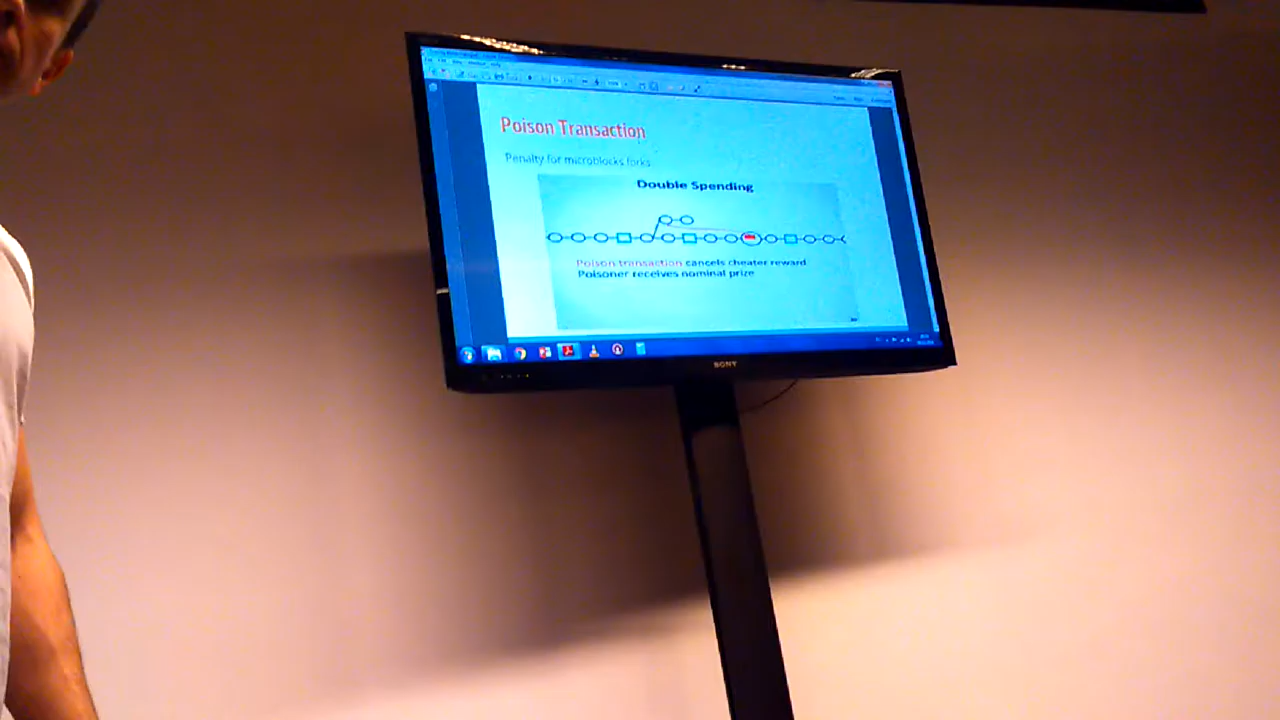 Poison Transaction
Penalty for microblocks forks
Double Spending
Poison transaction cancels cheater reward
Poisoner receives nominal prize
SONY